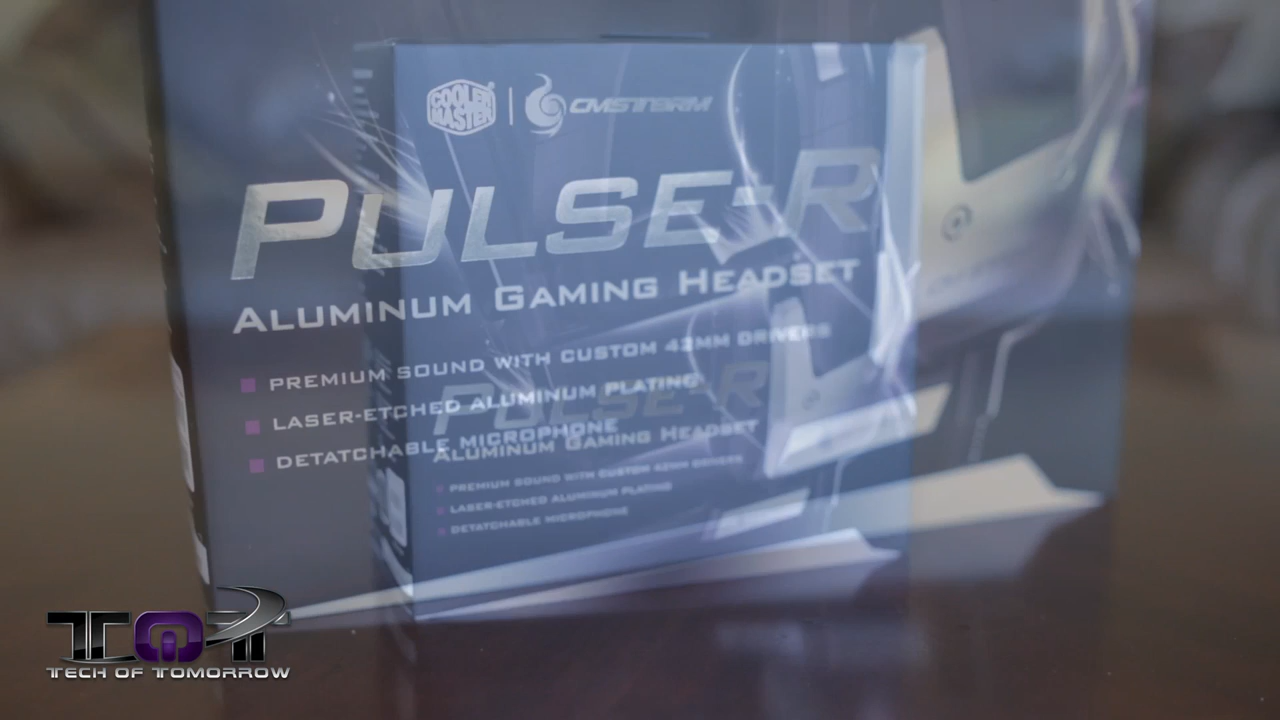 COOLER MASTER | CMSTORM
PULSE-R
ALUMINUM GAMING HEADSET
PREMIUM SOUND WITH CUSTOM 42MM DRIVERS
LASER-ETCHED ALUMINUM PLATING
DETATCHABLE MICROPHONE
PULSE-R
ALUMINUM GAMING HEADSET
PREMIUM SOUND WITH CUSTOM 42MM DRIVERS
LASER-ETCHED ALUMINUM PLATING
DETATCHABLE MICROPHONE
TOT
TECH OF TOMORROW